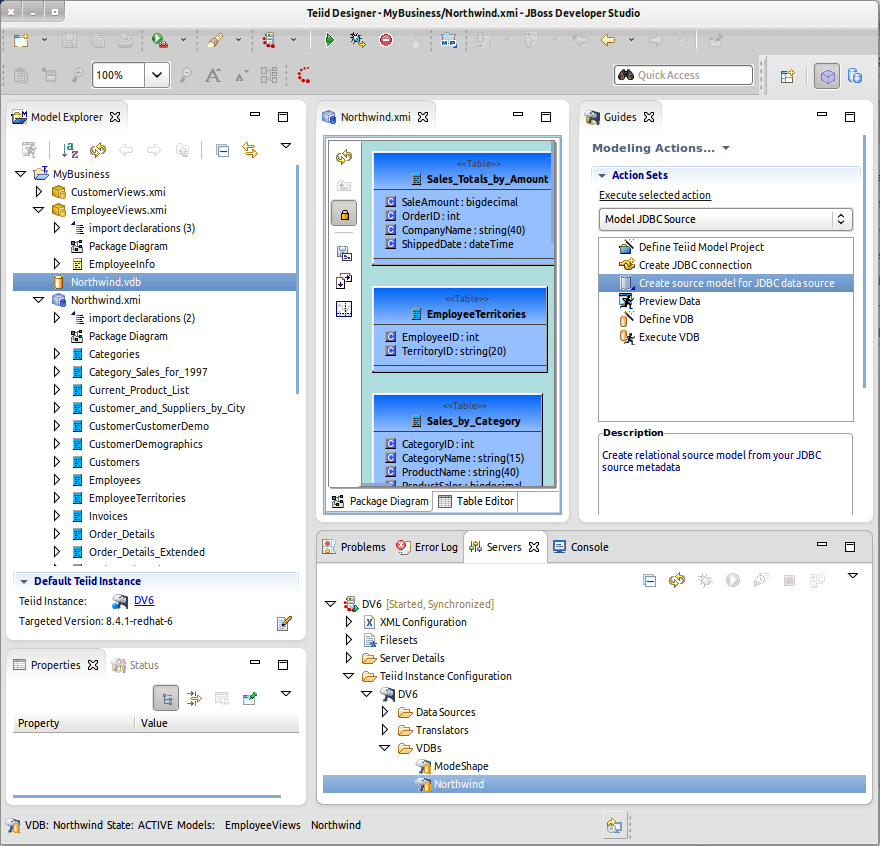 Teiid Designer - MyBusiness/Northwind.xmi - JBoss Developer Studio
100%
Quick Access
Model Explorer
MyBusiness
CustomerViews.xmi
EmployeeViews.xmi
import declarations (3)
Package Diagram
EmployeeInfo
Northwind.vdb
Northwind.xmi
import declarations (2)
Package Diagram
Categories
Category_Sales_for_1997
Current_Product_List
Customer_and_Suppliers_by_City
CustomerCustomerDemo
CustomerDemographics
Customers
Employees
EmployeeTerritories
Invoices
Order_Details
Order_Details_Extended
Default Teiid Instance
Teiid Instance: DV6
Targeted Version: 8.4.1-redhat-6
Properties Status
Property Value
Northwind.xmi
<<Table>>
Sales_Totals_by_Amount
SaleAmount : bigdecimal
OrderID : int
CompanyName : string(40)
ShippedDate : dateTime
<<Table>>
EmployeeTerritories
EmployeeID : int
TerritoryID : string(20)
<<Table>>
Sales_by_Category
CategoryID : int
CategoryName : string(15)
ProductName : string(40)
ProductSales : bigdecimal
Package Diagram Table Editor
Guides
Modeling Actions...
Action Sets
Execute selected action
Model JDBC Source
Define Teiid Model Project
Create JDBC connection
Create source model for JDBC data source
Preview Data
Define VDB
Execute VDB
Description
Create relational source model from your JDBC
source metadata
Problems Error Log Servers Console
DV6 [Started, Synchronized]
XML Configuration
Filesets
Server Details
Teiid Instance Configuration
DV6
Data Sources
Translators
VDBs
ModeShape
Northwind
VDB: Northwind State: ACTIVE Models: EmployeeViews Northwind